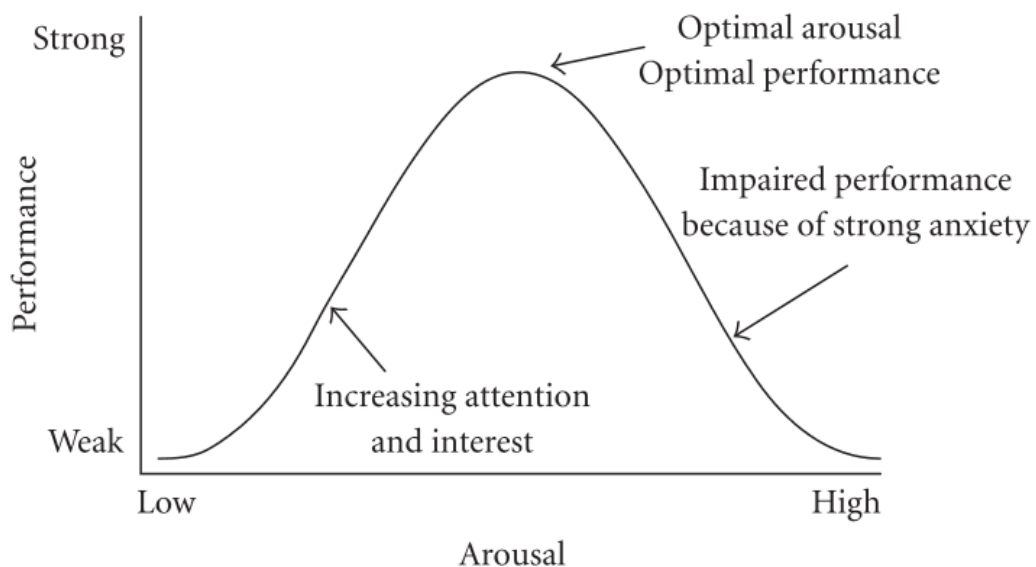 Strong
Optimal arousal
Optimal performance
Performance
Impaired performance
because of strong anxiety
Increasing attention
and interest
Weak
Low
High
Arousal